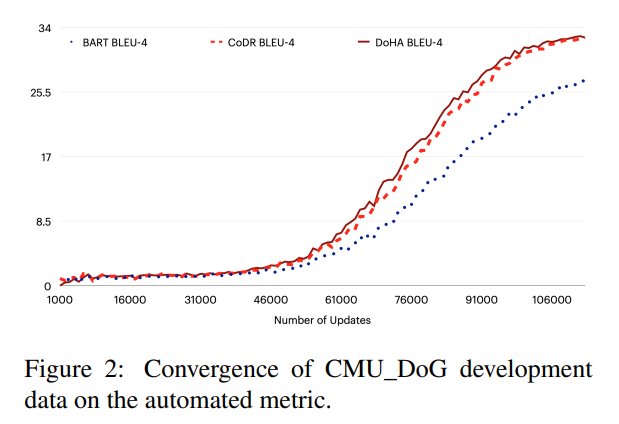 34
BART BLEU-4 CoDR BLEU-4 DoHA BLEU-4
25.5
17
8.5
0
1000 16000 31000 46000 61000 76000 91000 106000
Number of Updates
Figure 2: Convergence of CMU_DoG development
data on the automated metric.